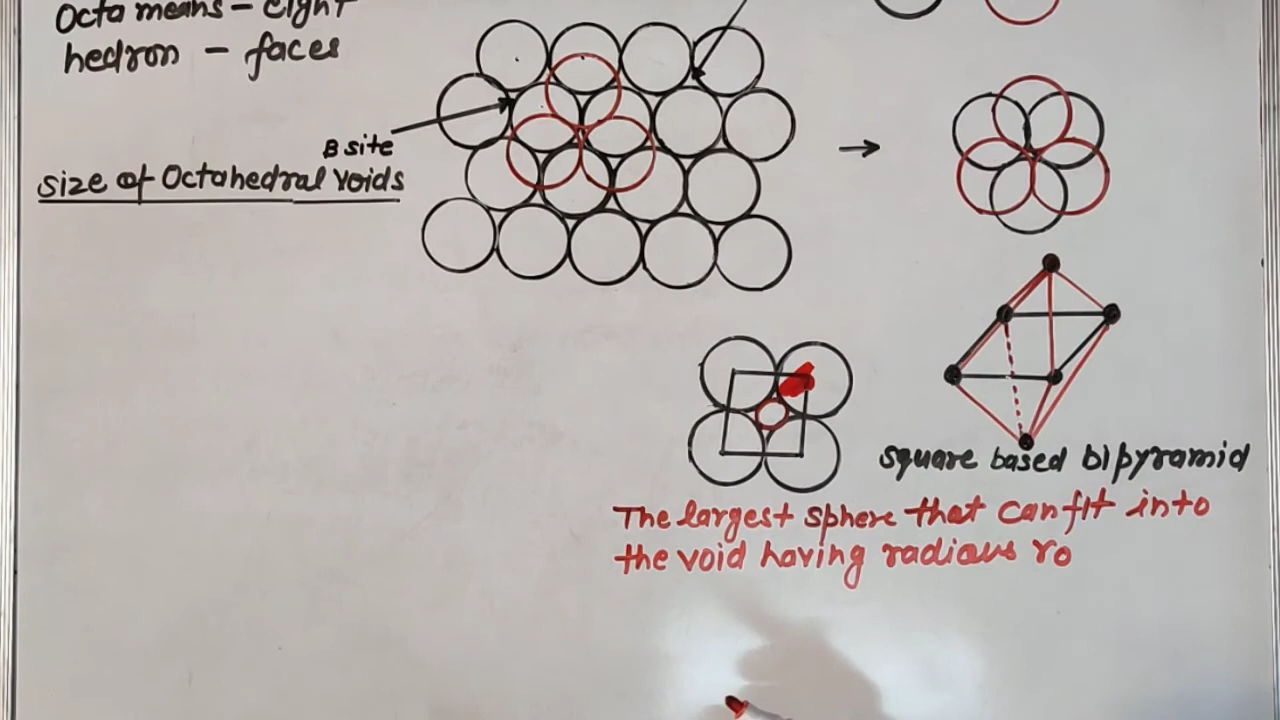 Octa means - eight
hedron - faces
B site
size of Octahedral voids
square based bipyramid
The largest sphere that can fit into
the void having radious ro